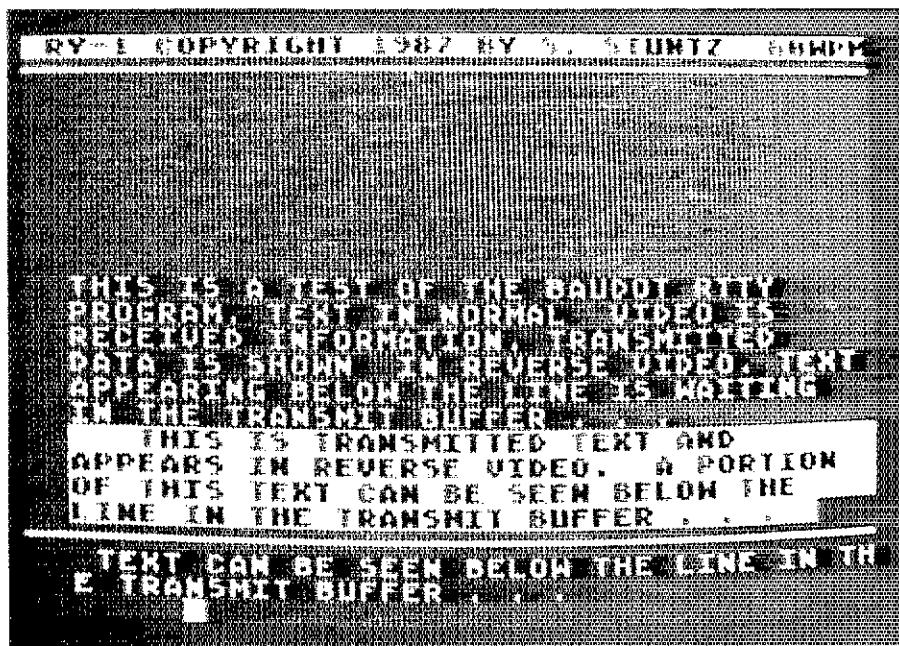 RY-1 COPYRIGHT 1987 BY S. STUNTZ 60WPM
THIS IS A TEST OF THE BAUDOT RTTY
PROGRAM. TEXT IN NORMAL VIDEO IS
RECEIVED INFORMATION. TRANSMITTED
DATA IS SHOWN IN REVERSE VIDEO. TEXT
APPEARING BELOW THE LINE IS WAITING
IN THE TRANSMIT BUFFER . . .
THIS IS TRANSMITTED TEXT AND
APPEARS IN REVERSE VIDEO. A PORTION
OF THIS TEXT CAN BE SEEN BELOW THE
LINE IN THE TRANSMIT BUFFER . . .
TEXT CAN BE SEEN BELOW THE LINE IN TH
E TRANSMIT BUFFER . . .